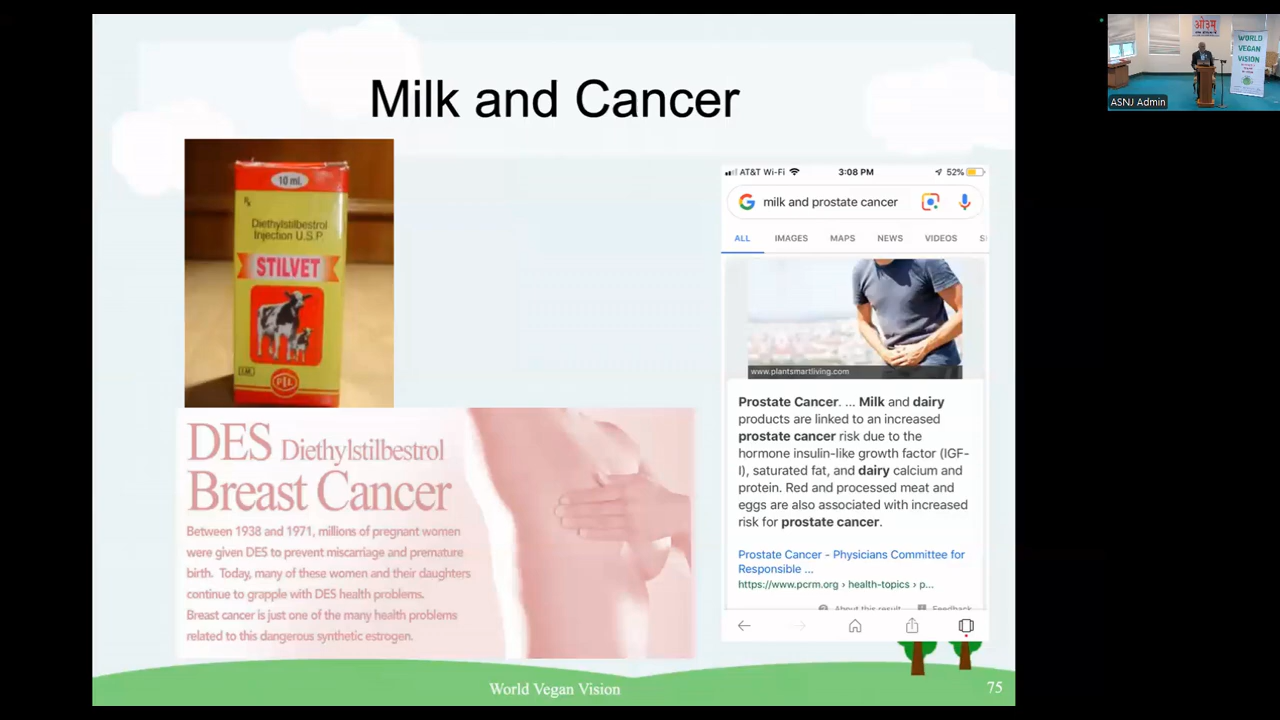 Milk and Cancer
10 ml.
Rx
Diethylstilbestrol
Injection U.S.P.
STILVET
PIL
DES Diethylstilbestrol
Breast Cancer
Between 1938 and 1971, millions of pregnant women
were given DES to prevent miscarriage and premature
birth. Today, many of these women and their daughters
continue to grapple with DES health problems.
Breast cancer is just one of the many health problems
related to this dangerous synthetic estrogen.
AT&T Wi-Fi 3:08 PM 52%
milk and prostate cancer
ALL IMAGES MAPS NEWS VIDEOS
www.plantsmartliving.com
Prostate Cancer. ... Milk and dairy
products are linked to an increased
prostate cancer risk due to the
hormone insulin-like growth factor (IGF-
I), saturated fat, and dairy calcium and
protein. Red and processed meat and
eggs are also associated with increased
risk for prostate cancer.
Prostate Cancer - Physicians Committee for
Responsible ...
https://www.pcrm.org › health-topics › p...
About this result Feedback
World Vegan Vision
75
ओ३म्
WORLD
VEGAN
VISION
ASNJ Admin